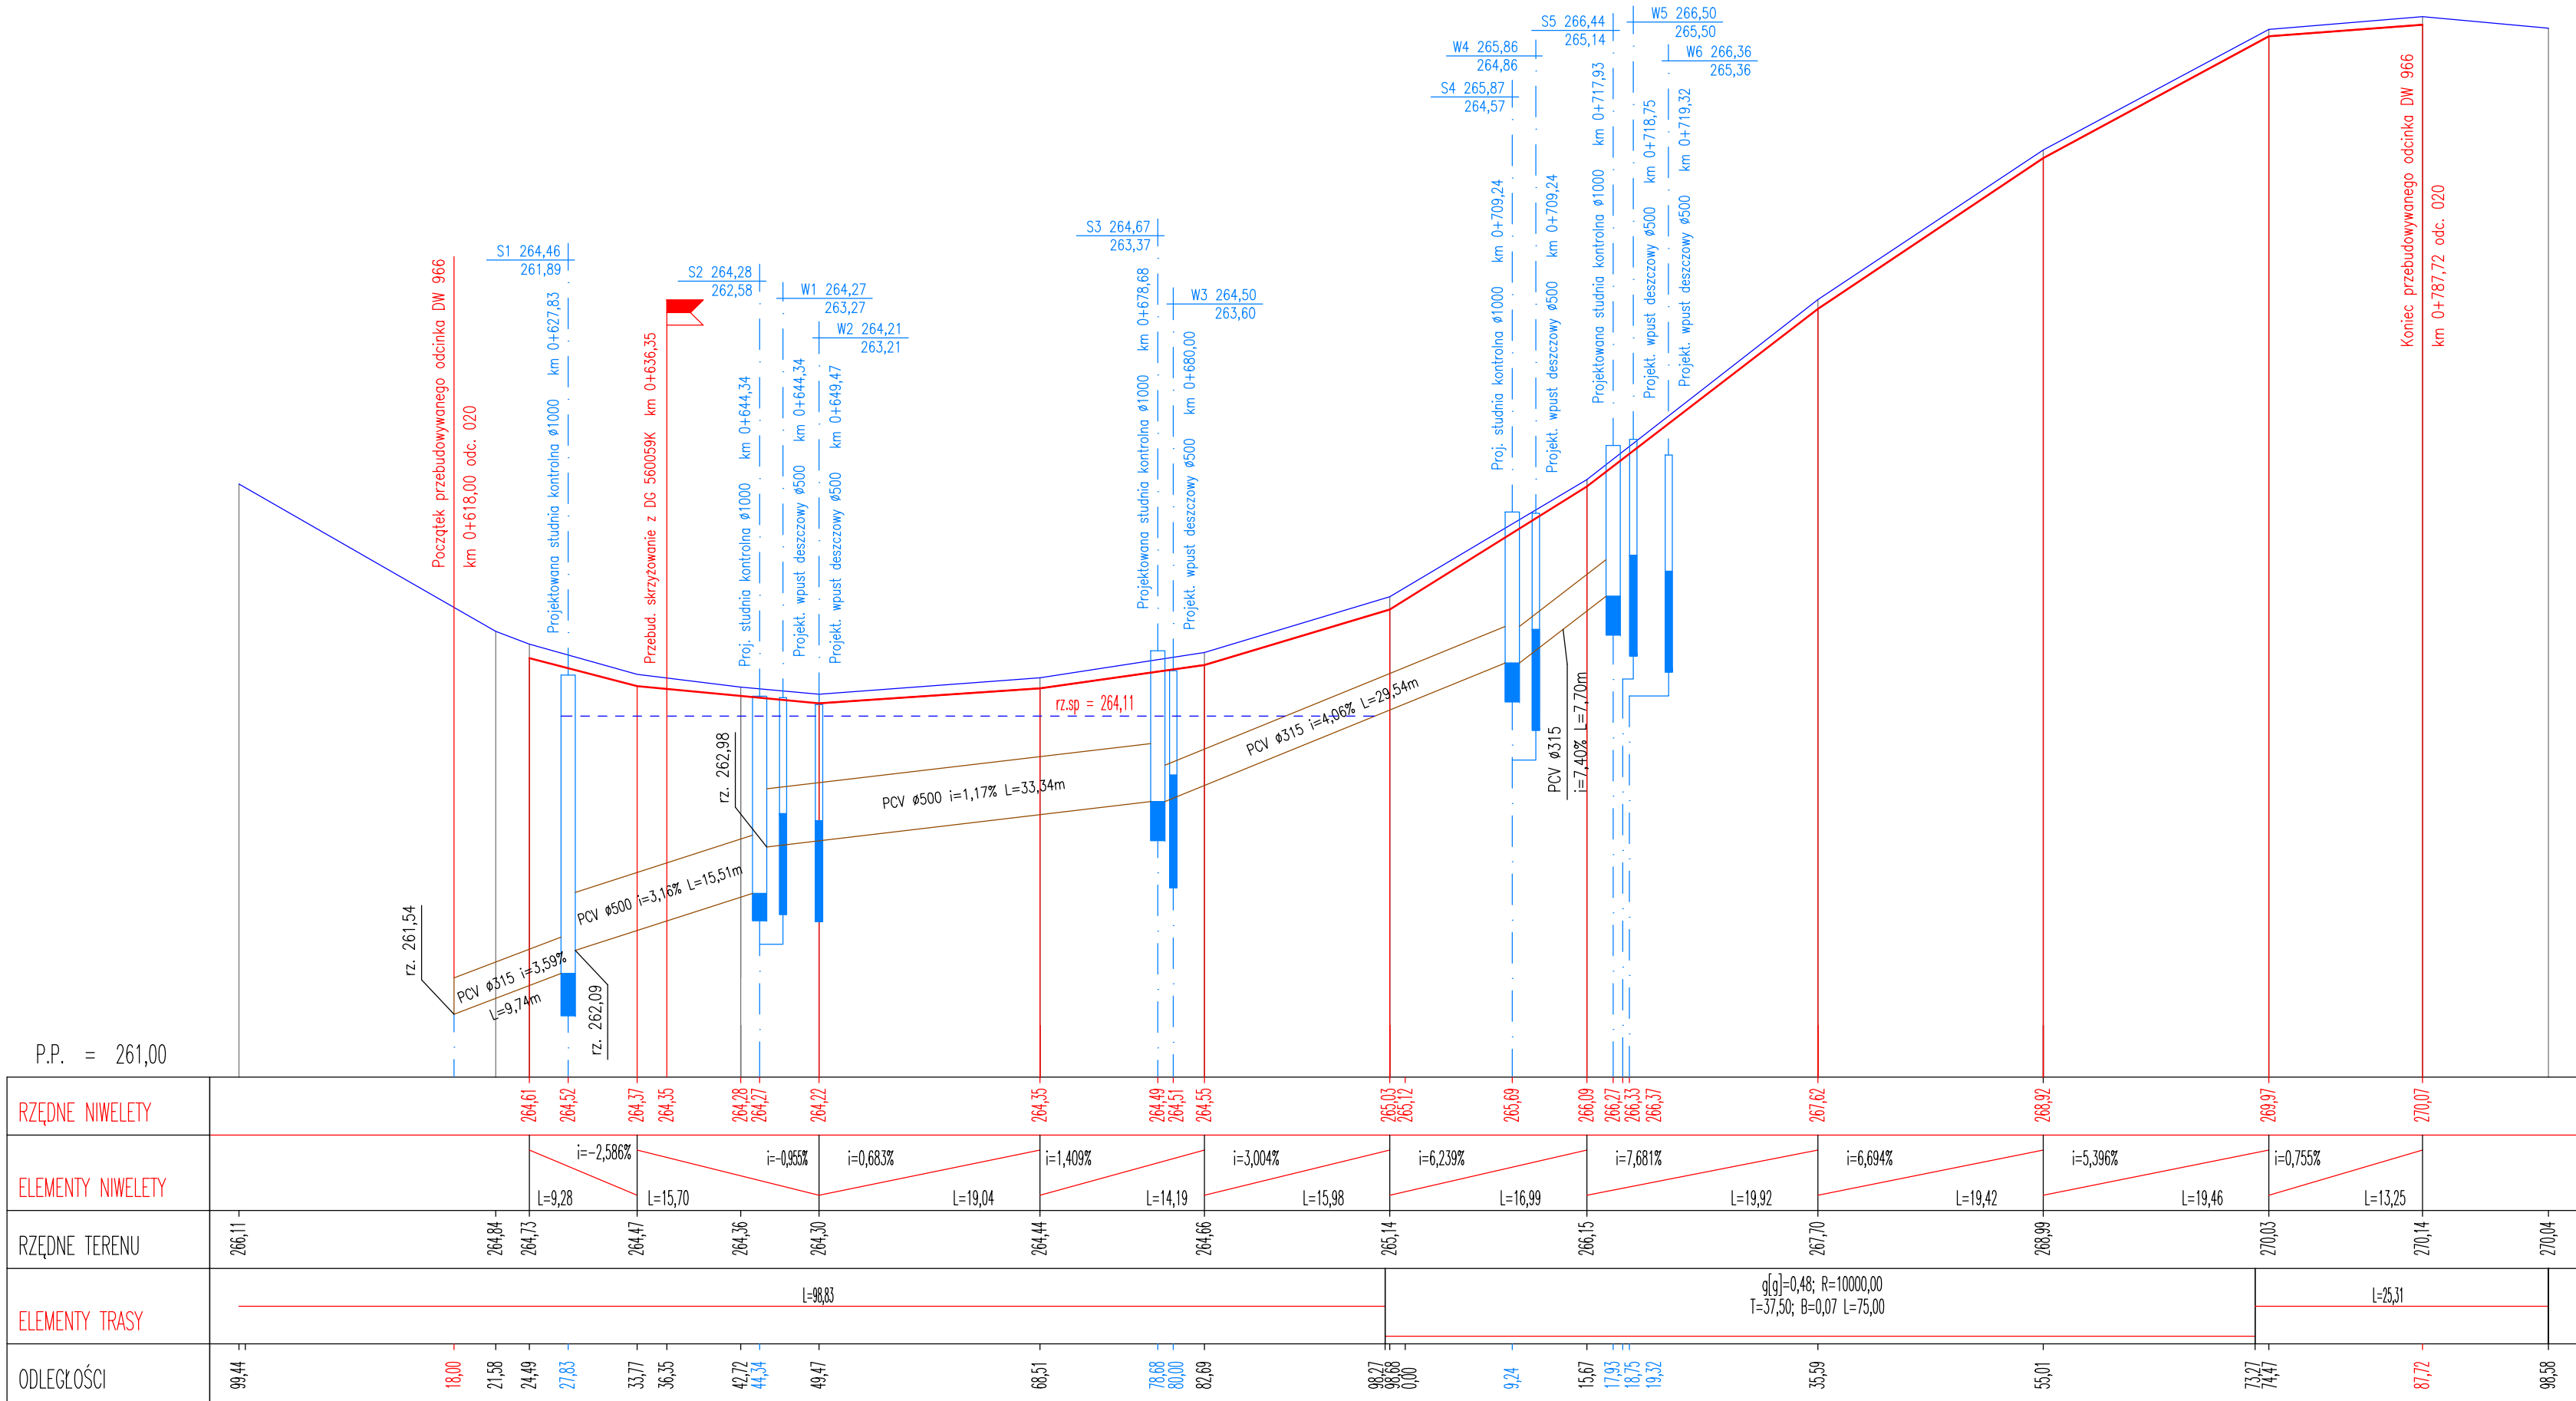 S1 264,46
261,89
S2 264,28
262,58
W1 264,27
263,27
W2 264,21
263,21
S3 264,67
263,37
W3 264,50
263,60
S4 265,87
264,57
W4 265,86
264,86
S5 266,44
265,14
W5 266,50
265,50
W6 266,36
265,36
Początek przebudowywanego odcinka DW 966
km 0+618,00 odc. 020
Projektowana studnia kontrolna ø1000 km 0+627,83
Przebud. skrzyżowanie z DG 560059K km 0+636,35
Proj. studnia kontrolna ø1000 km 0+644,34
Projekt. wpust deszczowy ø500 km 0+644,34
Projekt. wpust deszczowy ø500 km 0+649,47
Projektowana studnia kontrolna ø1000 km 0+678,68
Projekt. wpust deszczowy ø500 km 0+680,00
Proj. studnia kontrolna ø1000 km 0+709,24
Projekt. wpust deszczowy ø500 km 0+709,24
Projektowana studnia kontrolna ø1000 km 0+717,93
Projekt. wpust deszczowy ø500 km 0+718,75
Projekt. wpust deszczowy ø500 km 0+719,32
Koniec przebudowywanego odcinka DW 966
km 0+787,72 odc. 020
rz.sp = 264,11
rz. 261,54
PCV ø315 i=3,59%
L=9,74m
rz. 262,09
PCV ø500 i=3,16% L=15,51m
rz. 262,98
PCV ø500 i=1,17% L=33,34m
PCV ø315 i=4,06% L=29,54m
PCV ø315
i=7,40% L=7,70m
P.P. = 261,00
RZĘDNE NIWELETY
264,61 264,52 264,37 264,35 264,28 264,27 264,22 264,35 264,49 264,51 264,55 265,03 265,12 265,69 266,09 266,27 266,33 266,37 267,62 268,92 269,97 270,07
ELEMENTY NIWELETY
i=-2,586% i=-0,955% i=0,683% i=1,409% i=3,004% i=6,239% i=7,681% i=6,694% i=5,396% i=0,755%
L=9,28 L=15,70 L=19,04 L=14,19 L=15,98 L=16,99 L=19,92 L=19,42 L=19,46 L=13,25
RZĘDNE TERENU
266,11 264,84 264,73 264,47 264,36 264,30 264,44 264,66 265,14 266,15 267,70 268,99 270,03 270,14 270,04
ELEMENTY TRASY
L=98,83
g[g]=0,48; R=10000,00
T=37,50; B=0,07 L=75,00
L=25,31
ODLEGŁOŚCI
99,44 18,00 21,58 24,49 27,83 33,77 36,35 42,72 44,34 49,47 68,51 78,68 80,00 82,69 98,27 98,68 0,00 9,24 15,67 17,93 18,75 19,32 35,59 55,01 73,27 74,47 87,72 98,58